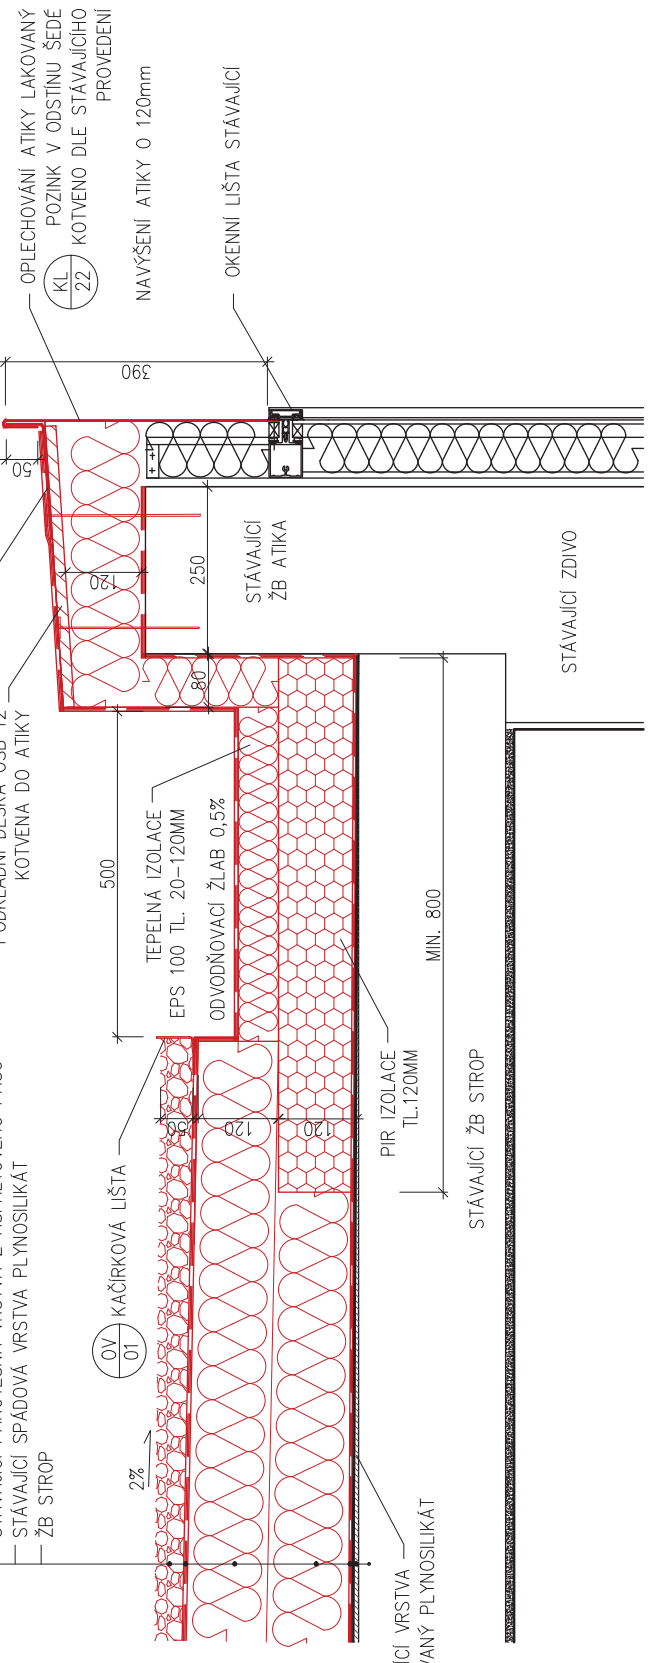 OPLECHOVÁNÍ ATIKY LAKOVANÝ
POZINK V ODSTÍNU ŠEDÉ
KOTVENO DLE STÁVAJÍCÍHO
PROVEDENÍ
KL
22
NAVÝŠENÍ ATIKY O 120mm
OKENNÍ LIŠTA STÁVAJÍCÍ
390
50
120
250
80
STÁVAJÍCÍ
ŽB ATIKA
STÁVAJÍCÍ ZDIVO
KOTVENA DO ATIKY
500
TEPELNÁ IZOLACE
EPS 100 TL. 20-120MM
ODVODŇOVACÍ ŽLAB 0,5%
MIN. 800
PIR IZOLACE
TL.120MM
STÁVAJÍCÍ ŽB STROP
50
120
120
OV
01
KAČÍRKOVÁ LIŠTA
2%
STÁVAJÍCÍ SPÁDOVÁ VRSTVA PLYNOSILIKÁT
ŽB STROP
VRSTVA
PLYNOSILIKÁT